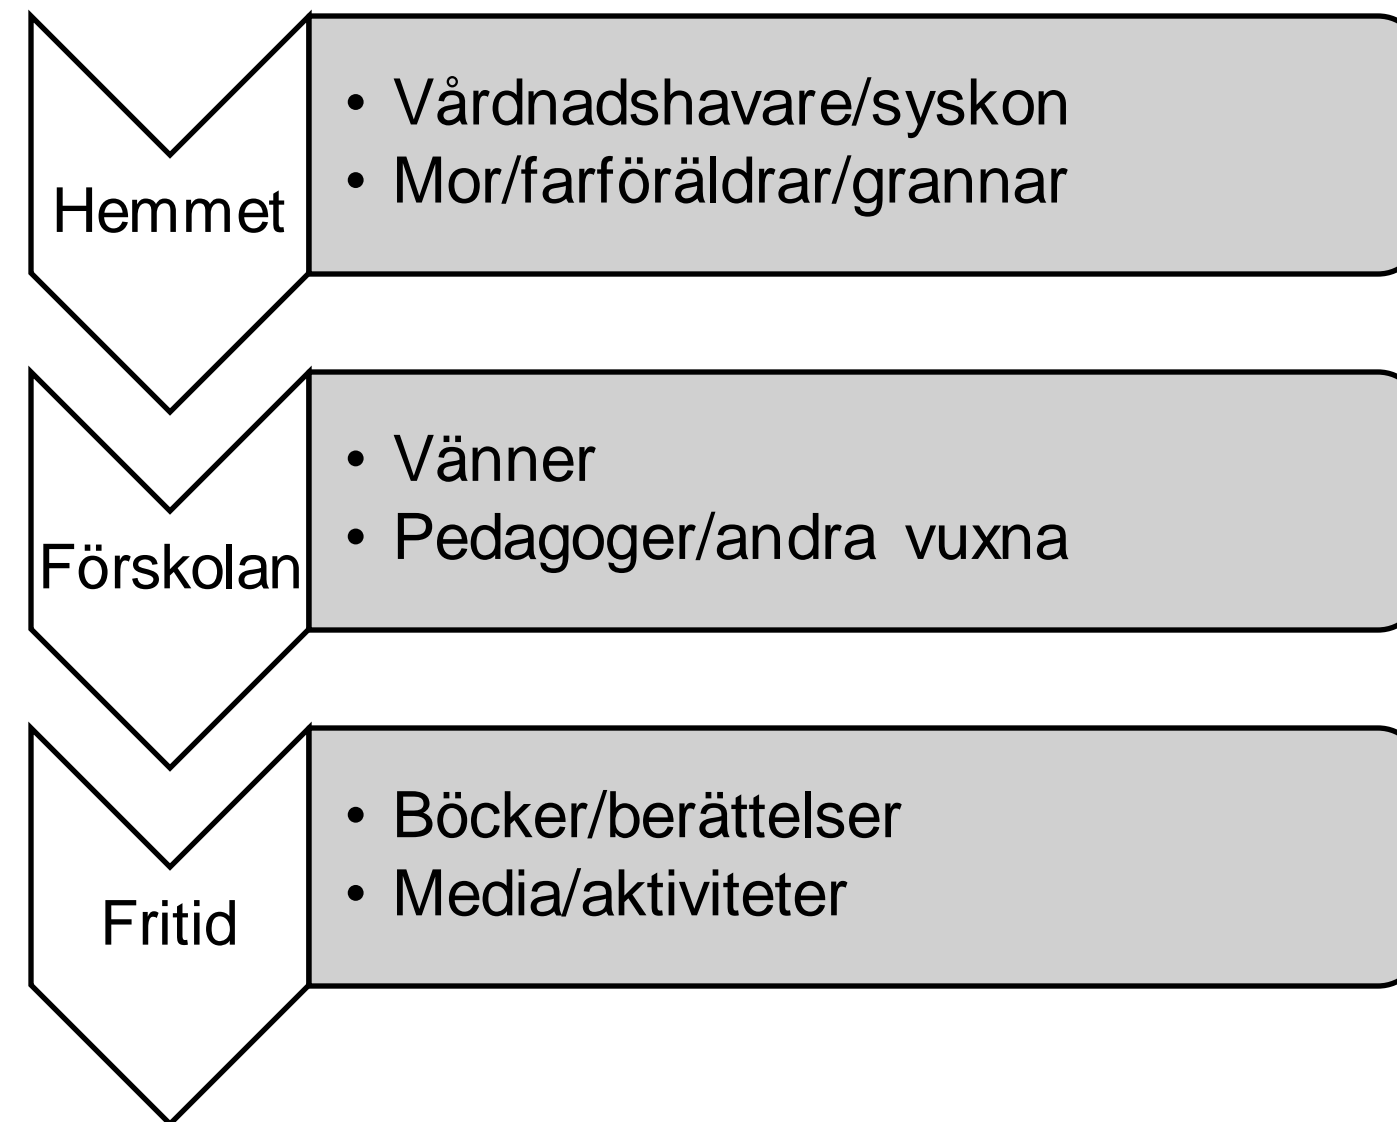 Hemmet
• Vårdnadshavare/syskon
• Mor/farföräldrar/grannar
Förskolan
• Vänner
• Pedagoger/andra vuxna
Fritid
• Böcker/berättelser
• Media/aktiviteter